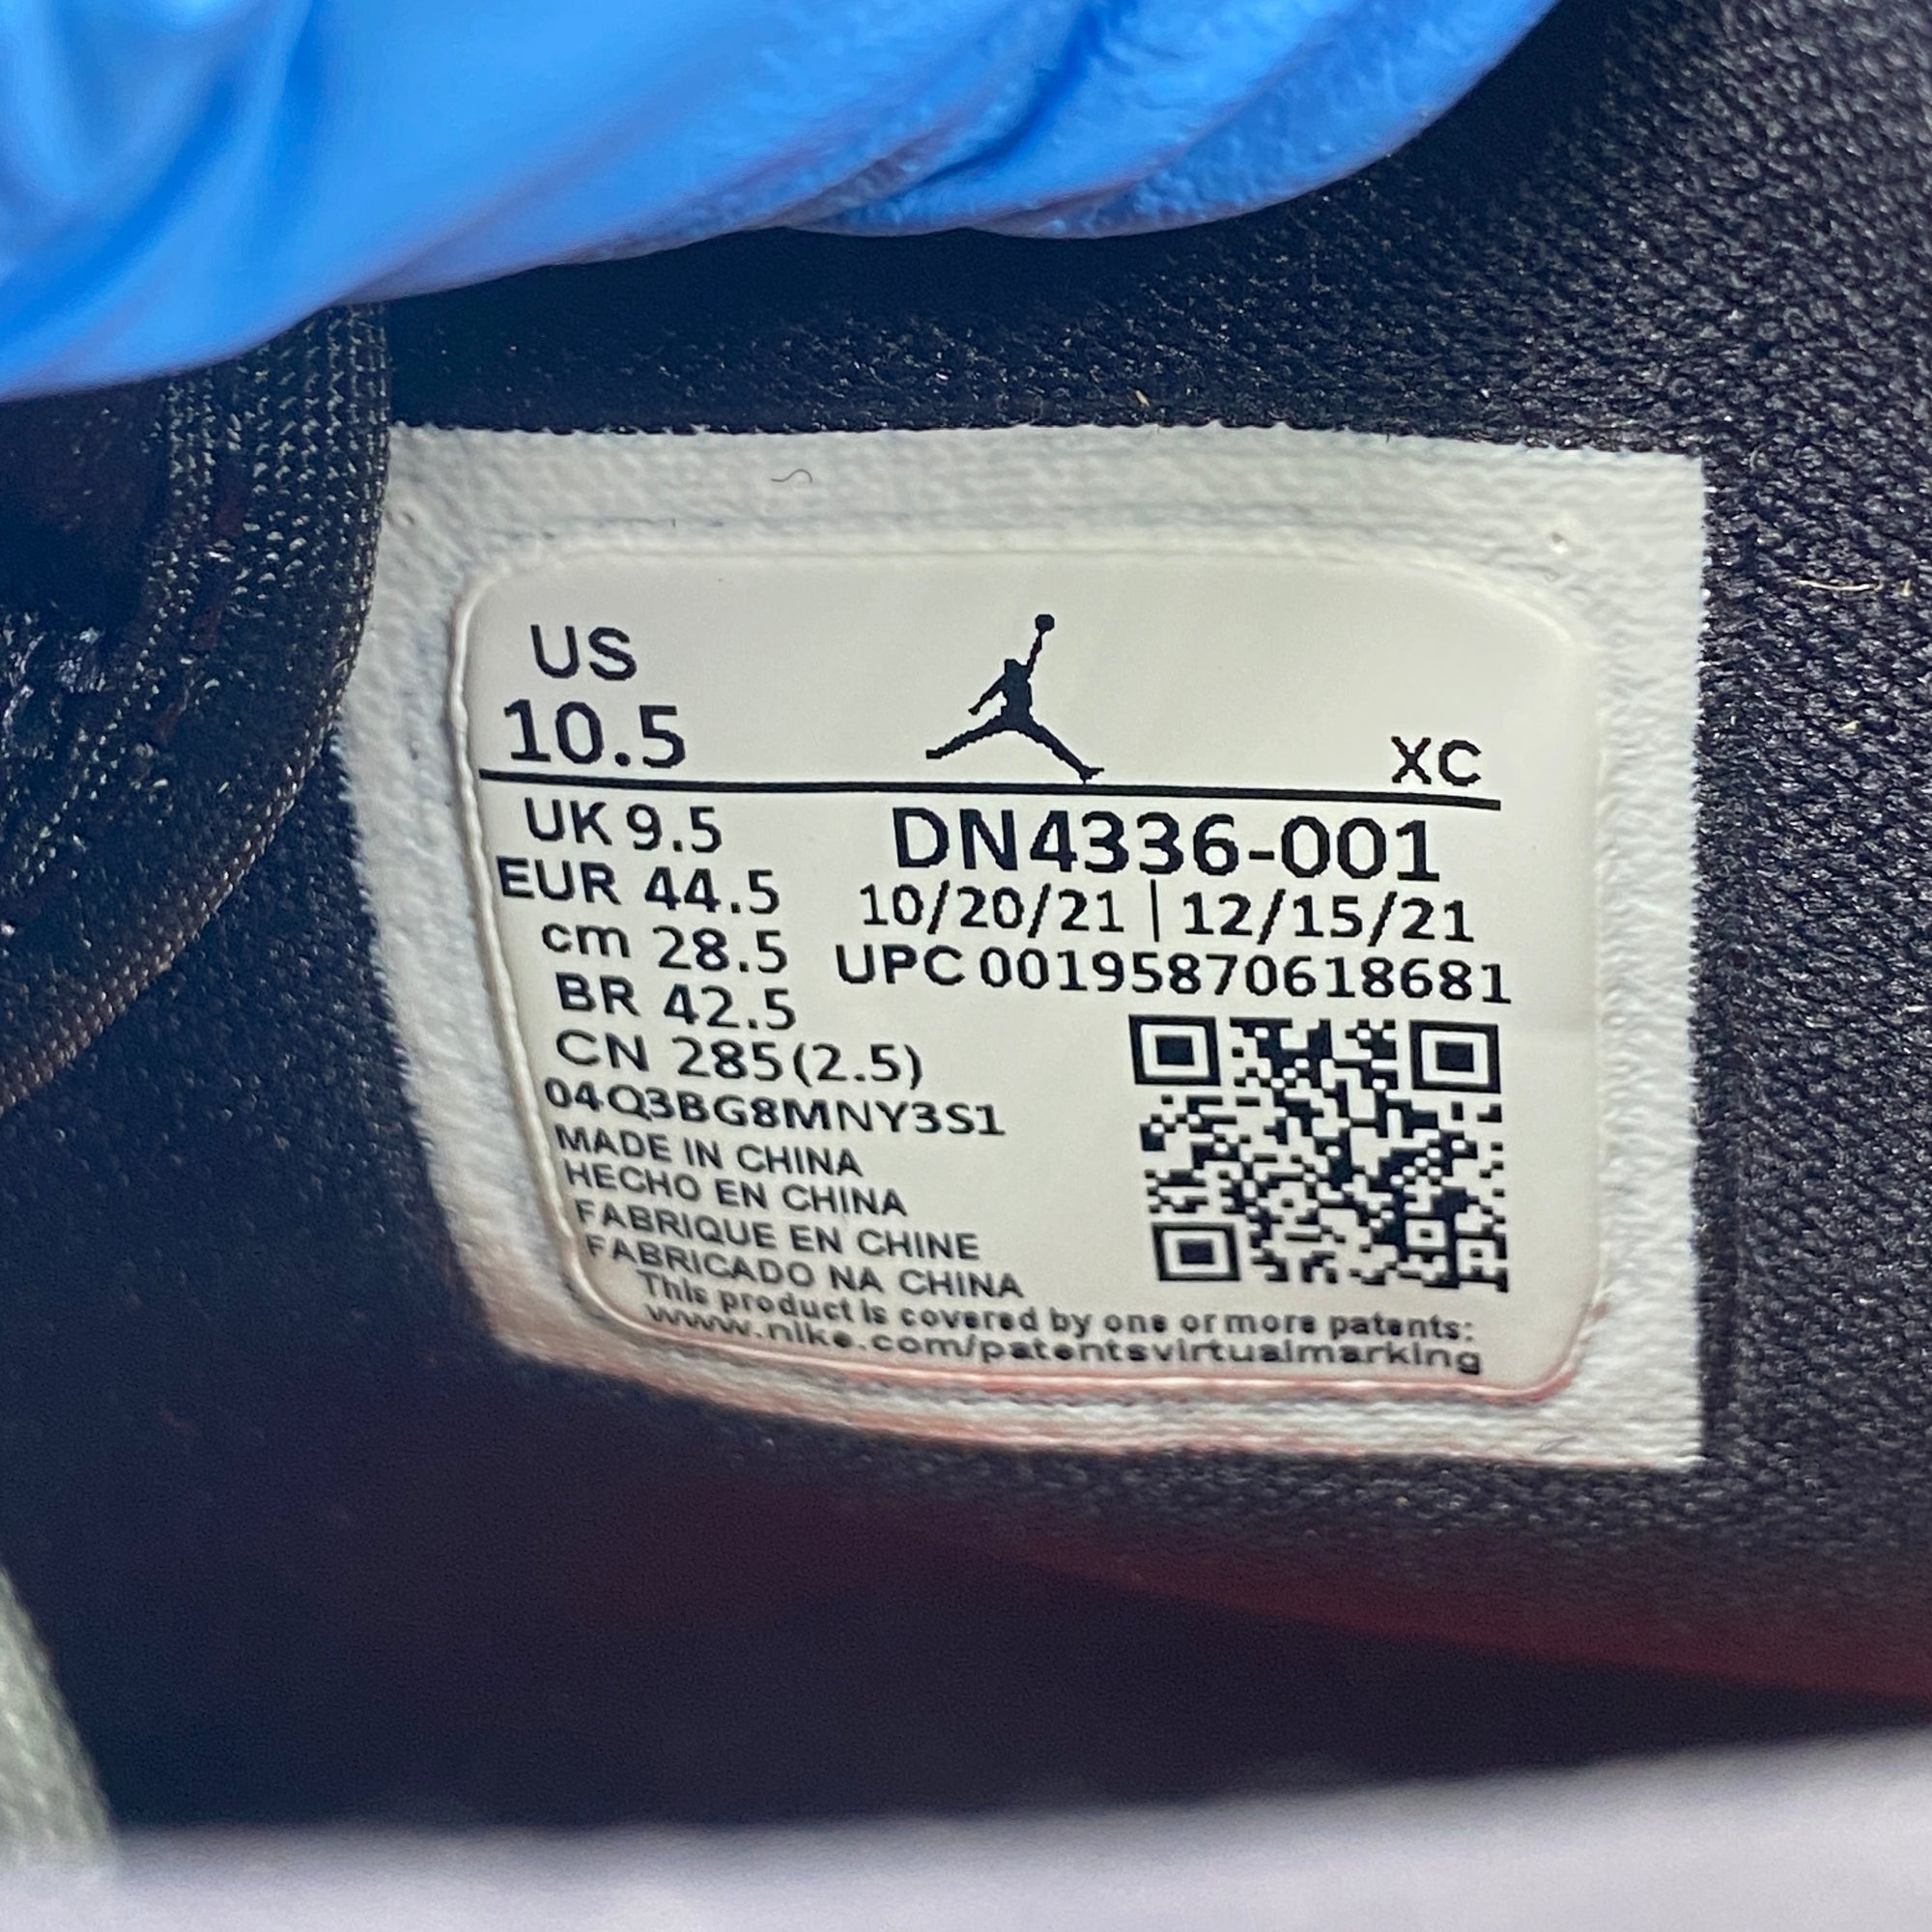 US
10.5
XC
UK 9.5
EUR 44.5
cm 28.5
BR 42.5
CN 285(2.5)
DN4336-001
10/20/21 | 12/15/21
UPC 00195870618681
04Q3BG8MNY3S1
MADE IN CHINA
HECHO EN CHINA
FABRIQUE EN CHINE
FABRICADO NA CHINA
This product is covered by one or more patents:
www.nike.com/patentsvirtualmarking